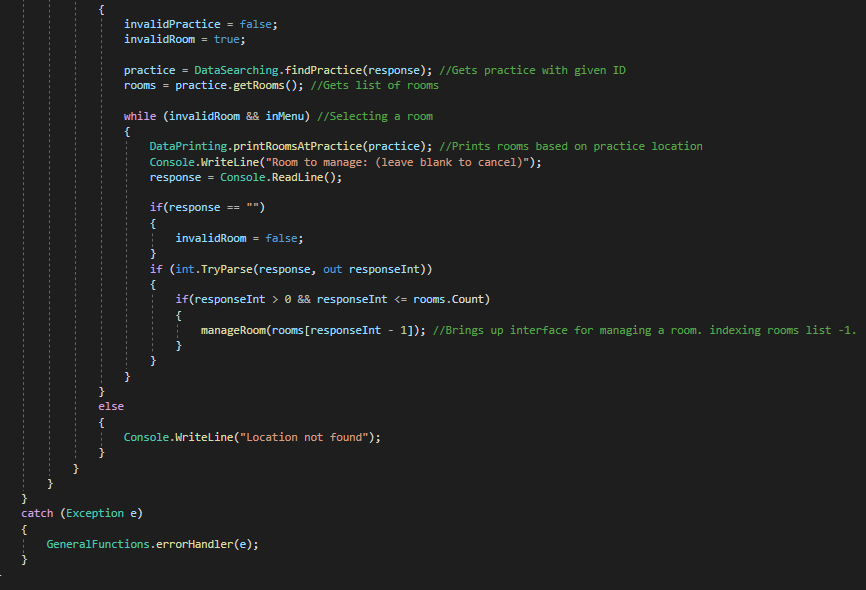 {
invalidPractice = false;
invalidRoom = true;
practice = DataSearching.findPractice(response); //Gets practice with given ID
rooms = practice.getRooms(); //Gets list of rooms
while (invalidRoom && inMenu) //Selecting a room
{
DataPrinting.printRoomsAtPractice(practice); //Prints rooms based on practice location
Console.WriteLine("Room to manage: (leave blank to cancel)");
response = Console.ReadLine();
if(response == "")
{
invalidRoom = false;
}
if (int.TryParse(response, out responseInt))
{
if(responseInt > 0 && responseInt <= rooms.Count)
{
manageRoom(rooms[responseInt - 1]); //Brings up interface for managing a room. indexing rooms list -1.
}
}
}
}
else
{
Console.WriteLine("Location not found");
}
}
}
}
catch (Exception e)
{
GeneralFunctions.errorHandler(e);
}